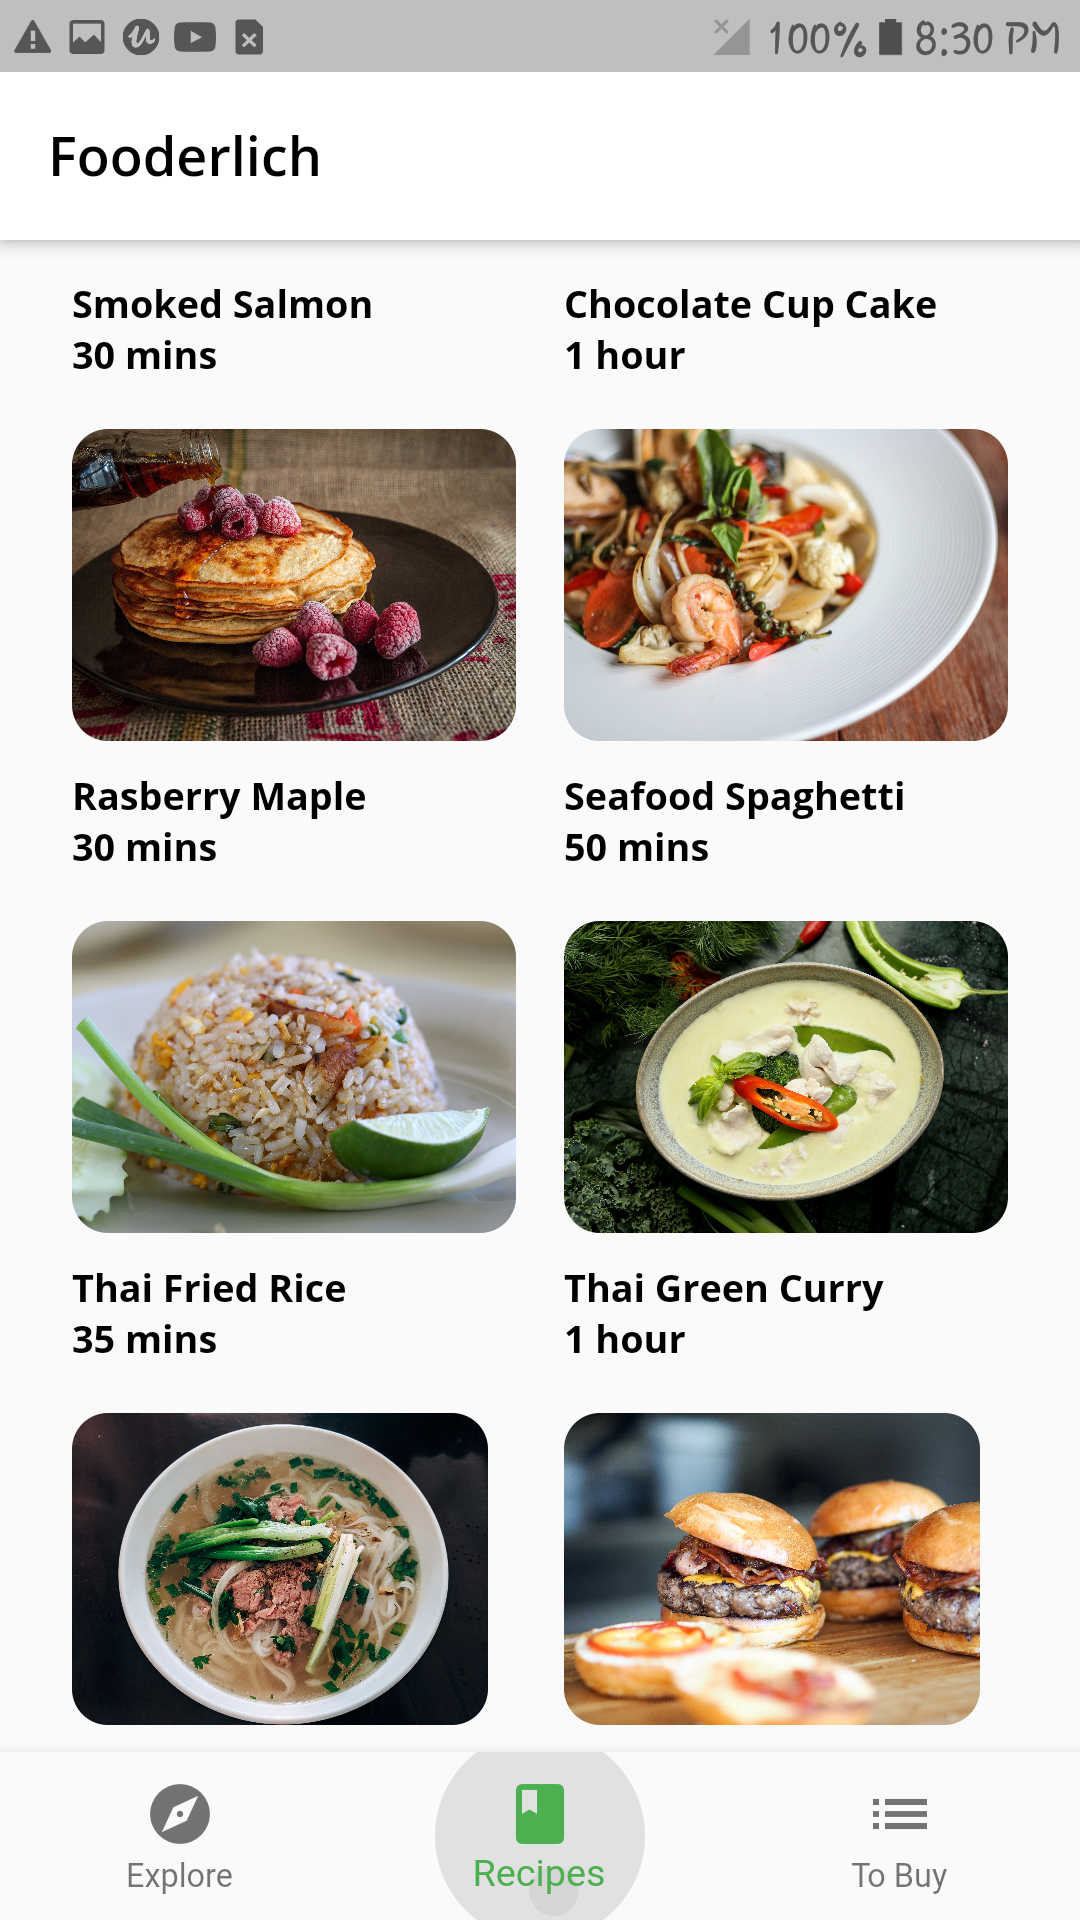 100% 8:30 PM
Fooderlich
Smoked Salmon
30 mins
Chocolate Cup Cake
1 hour
Rasberry Maple
30 mins
Seafood Spaghetti
50 mins
Thai Fried Rice
35 mins
Thai Green Curry
1 hour
Explore
Recipes
To Buy